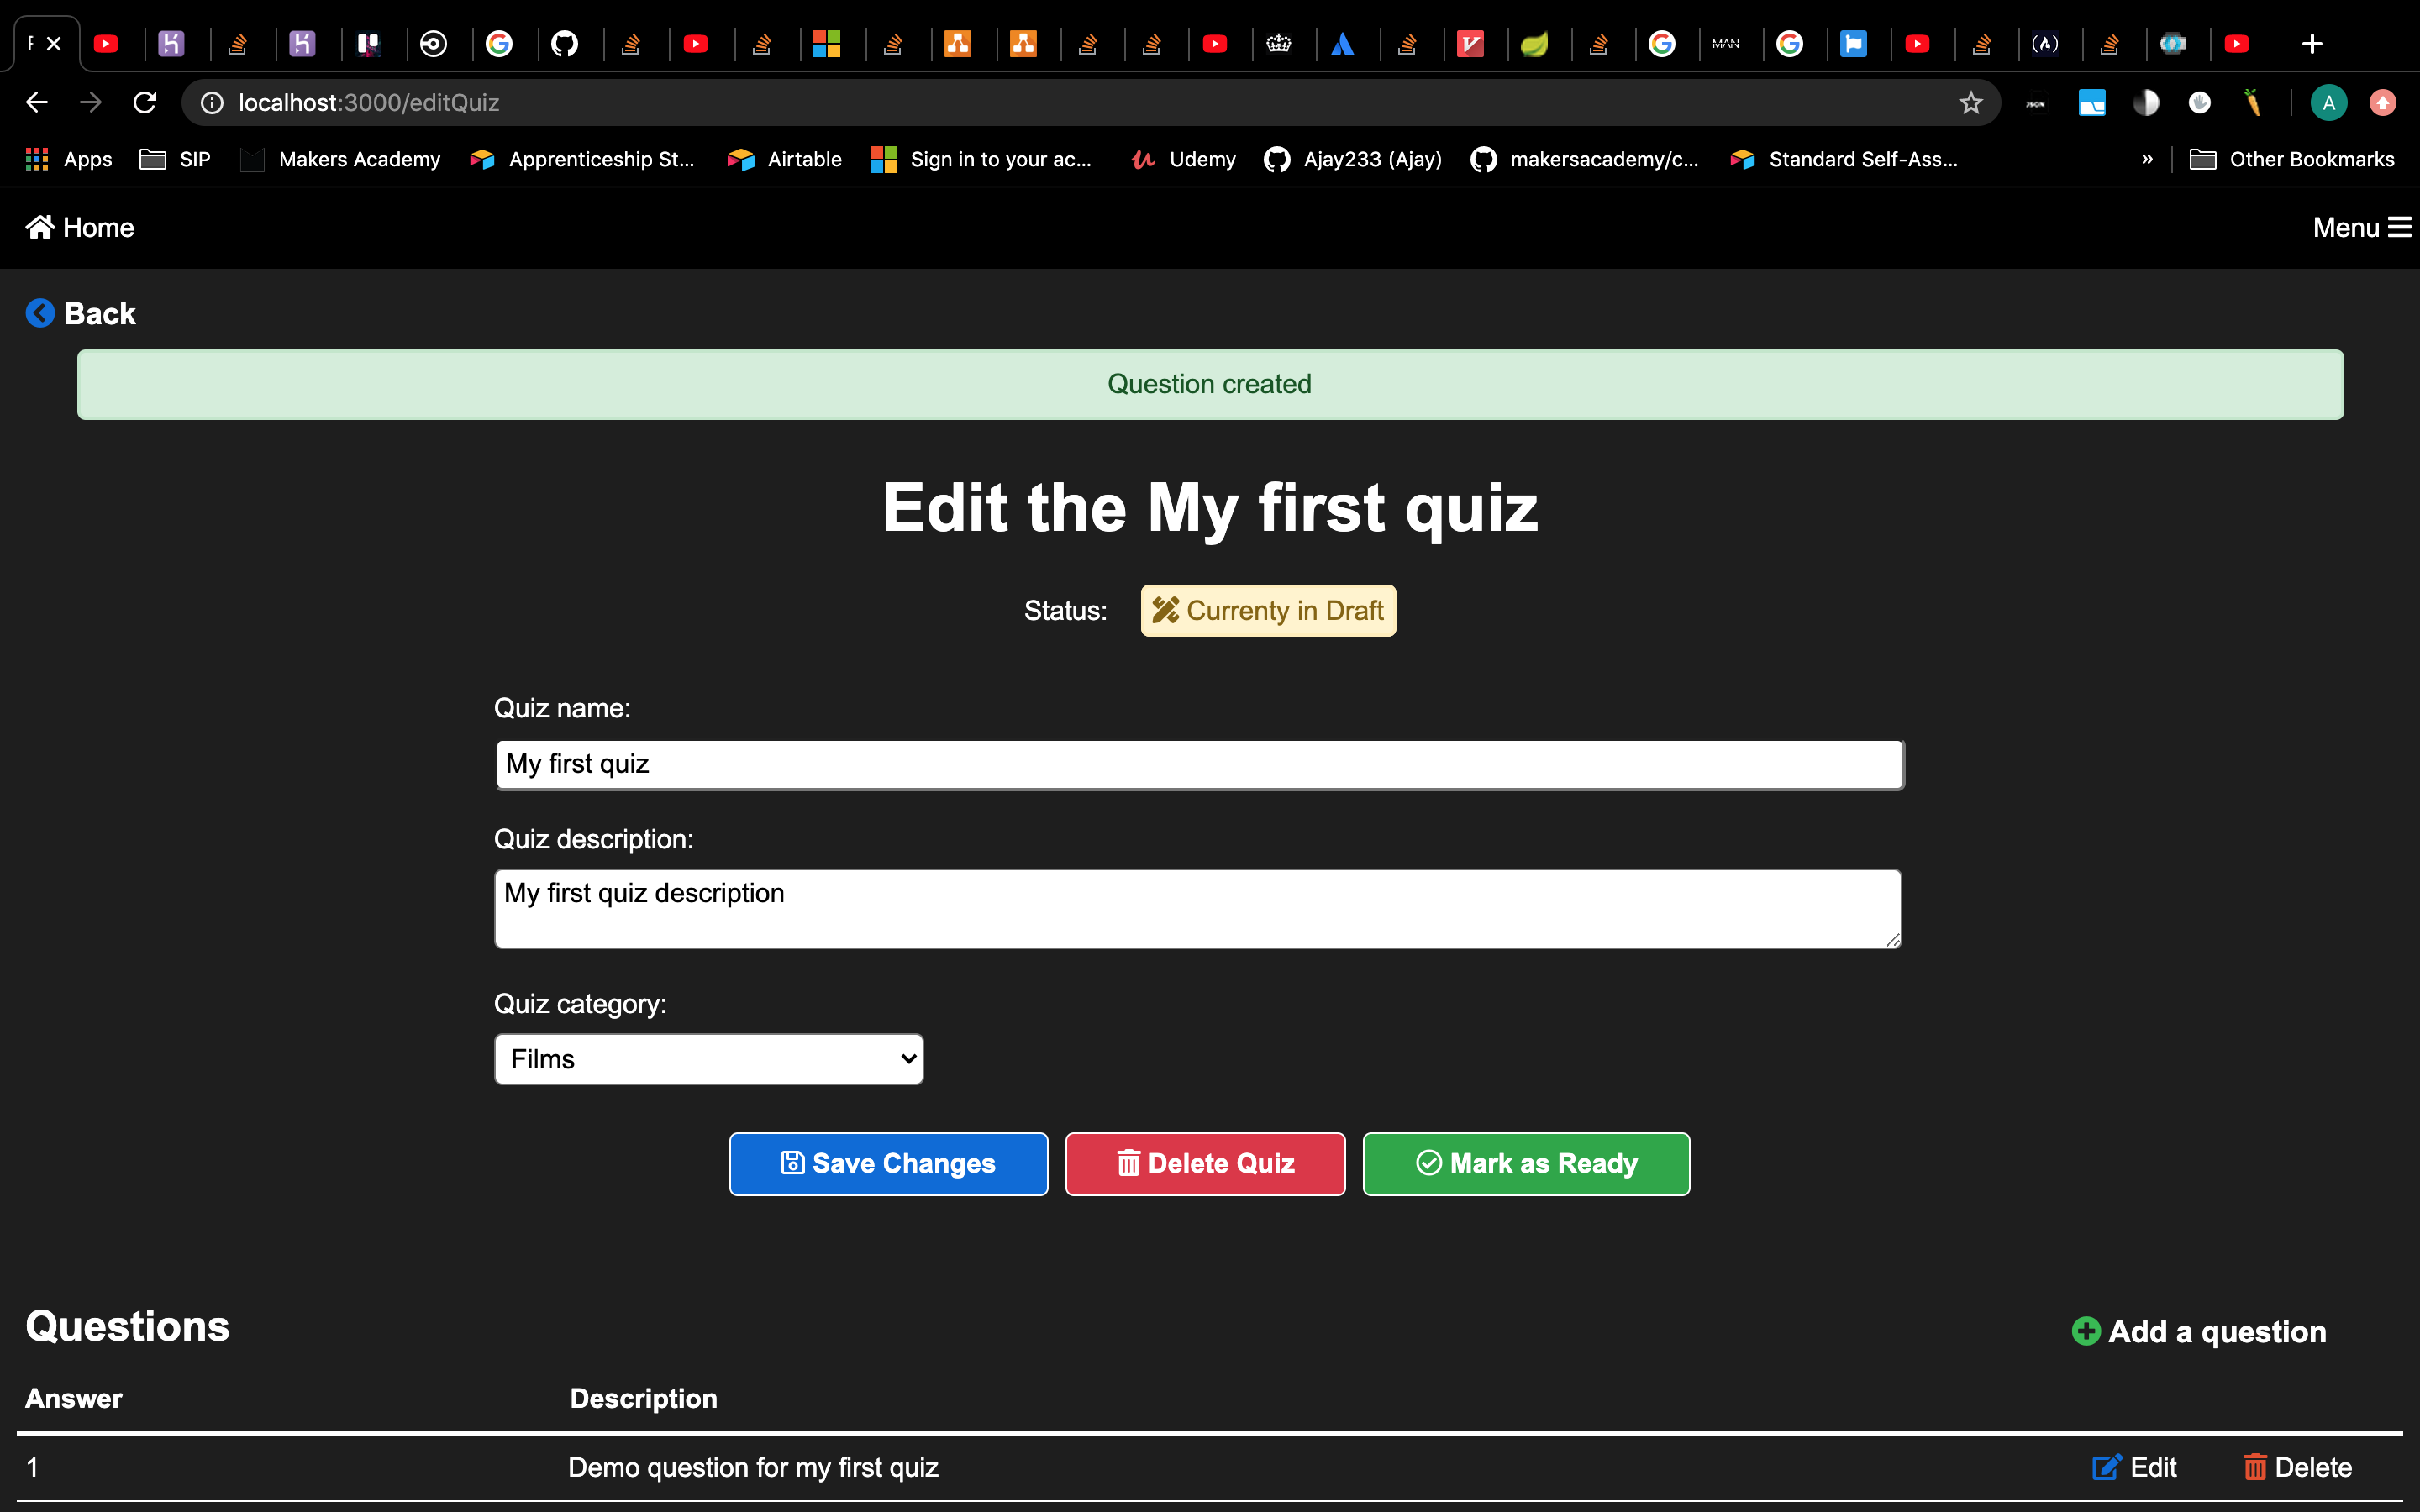 F
MAN
localhost:3000/editQuiz
JSON
A
Apps SIP Makers Academy Apprenticeship St... Airtable Sign in to your ac... Udemy Ajay233 (Ajay) makersacademy/c... Standard Self-Ass... » Other Bookmarks
Home Menu
Back
Question created
Edit the My first quiz
Status: Currenty in Draft
Quiz name:
My first quiz
Quiz description:
My first quiz description
Quiz category:
Films
Save Changes Delete Quiz Mark as Ready
Questions Add a question
Answer Description
1 Demo question for my first quiz Edit Delete